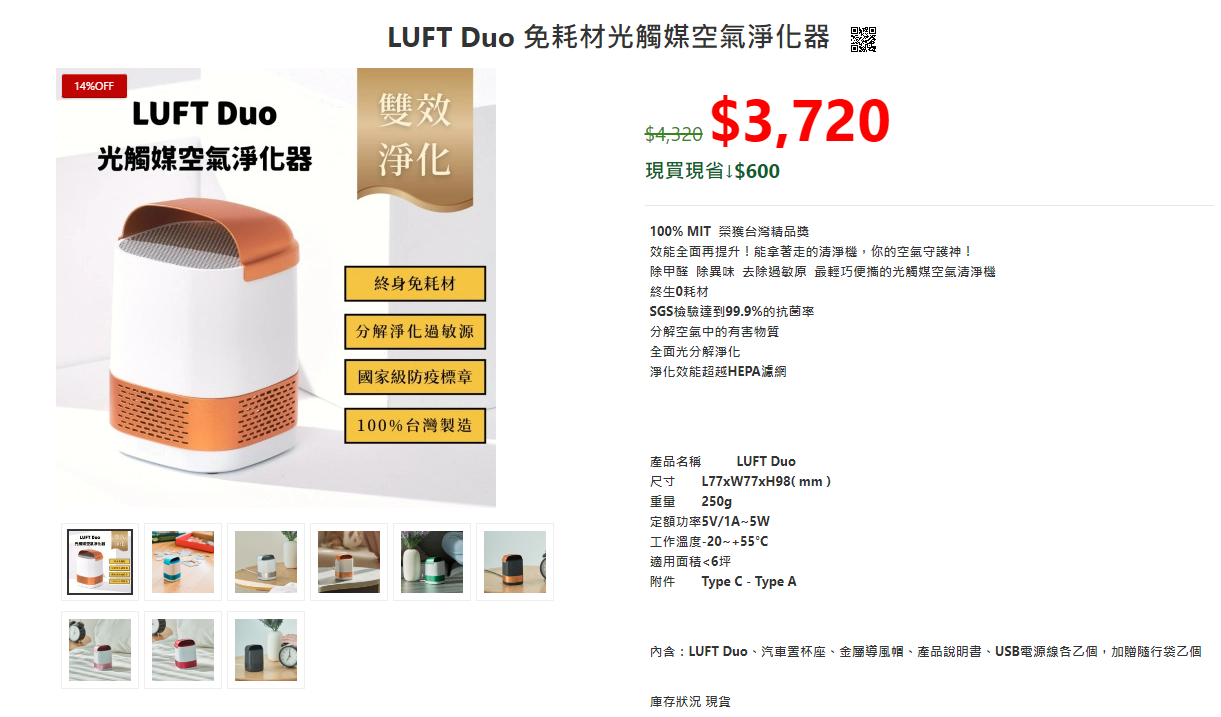 LUFT Duo 免耗材光觸媒空氣淨化器
14%OFF
LUFT Duo
光觸媒空氣淨化器
雙效
淨化
終身免耗材
分解淨化過敏源
國家級防疫標章
100%台灣製造
$4,320 $3,720
現買現省↓$600
100% MIT 榮獲台灣精品獎
效能全面再提升！能拿著走的清淨機，你的空氣守護神！
除甲醛 除異味 去除過敏原 最輕巧便攜的光觸媒空氣清淨機
終生0耗材
SGS檢驗達到99.9%的抗菌率
分解空氣中的有害物質
全面光分解淨化
淨化效能超越HEPA濾網
產品名稱 LUFT Duo
尺寸 L77xW77xH98( mm )
重量 250g
定額功率5V/1A~5W
工作溫度-20~+55°C
適用面積<6坪
附件 Type C - Type A
內含：LUFT Duo、汽車置杯座、金屬導風帽、產品說明書、USB電源線各乙個，加贈隨行袋乙個
庫存狀況 現貨